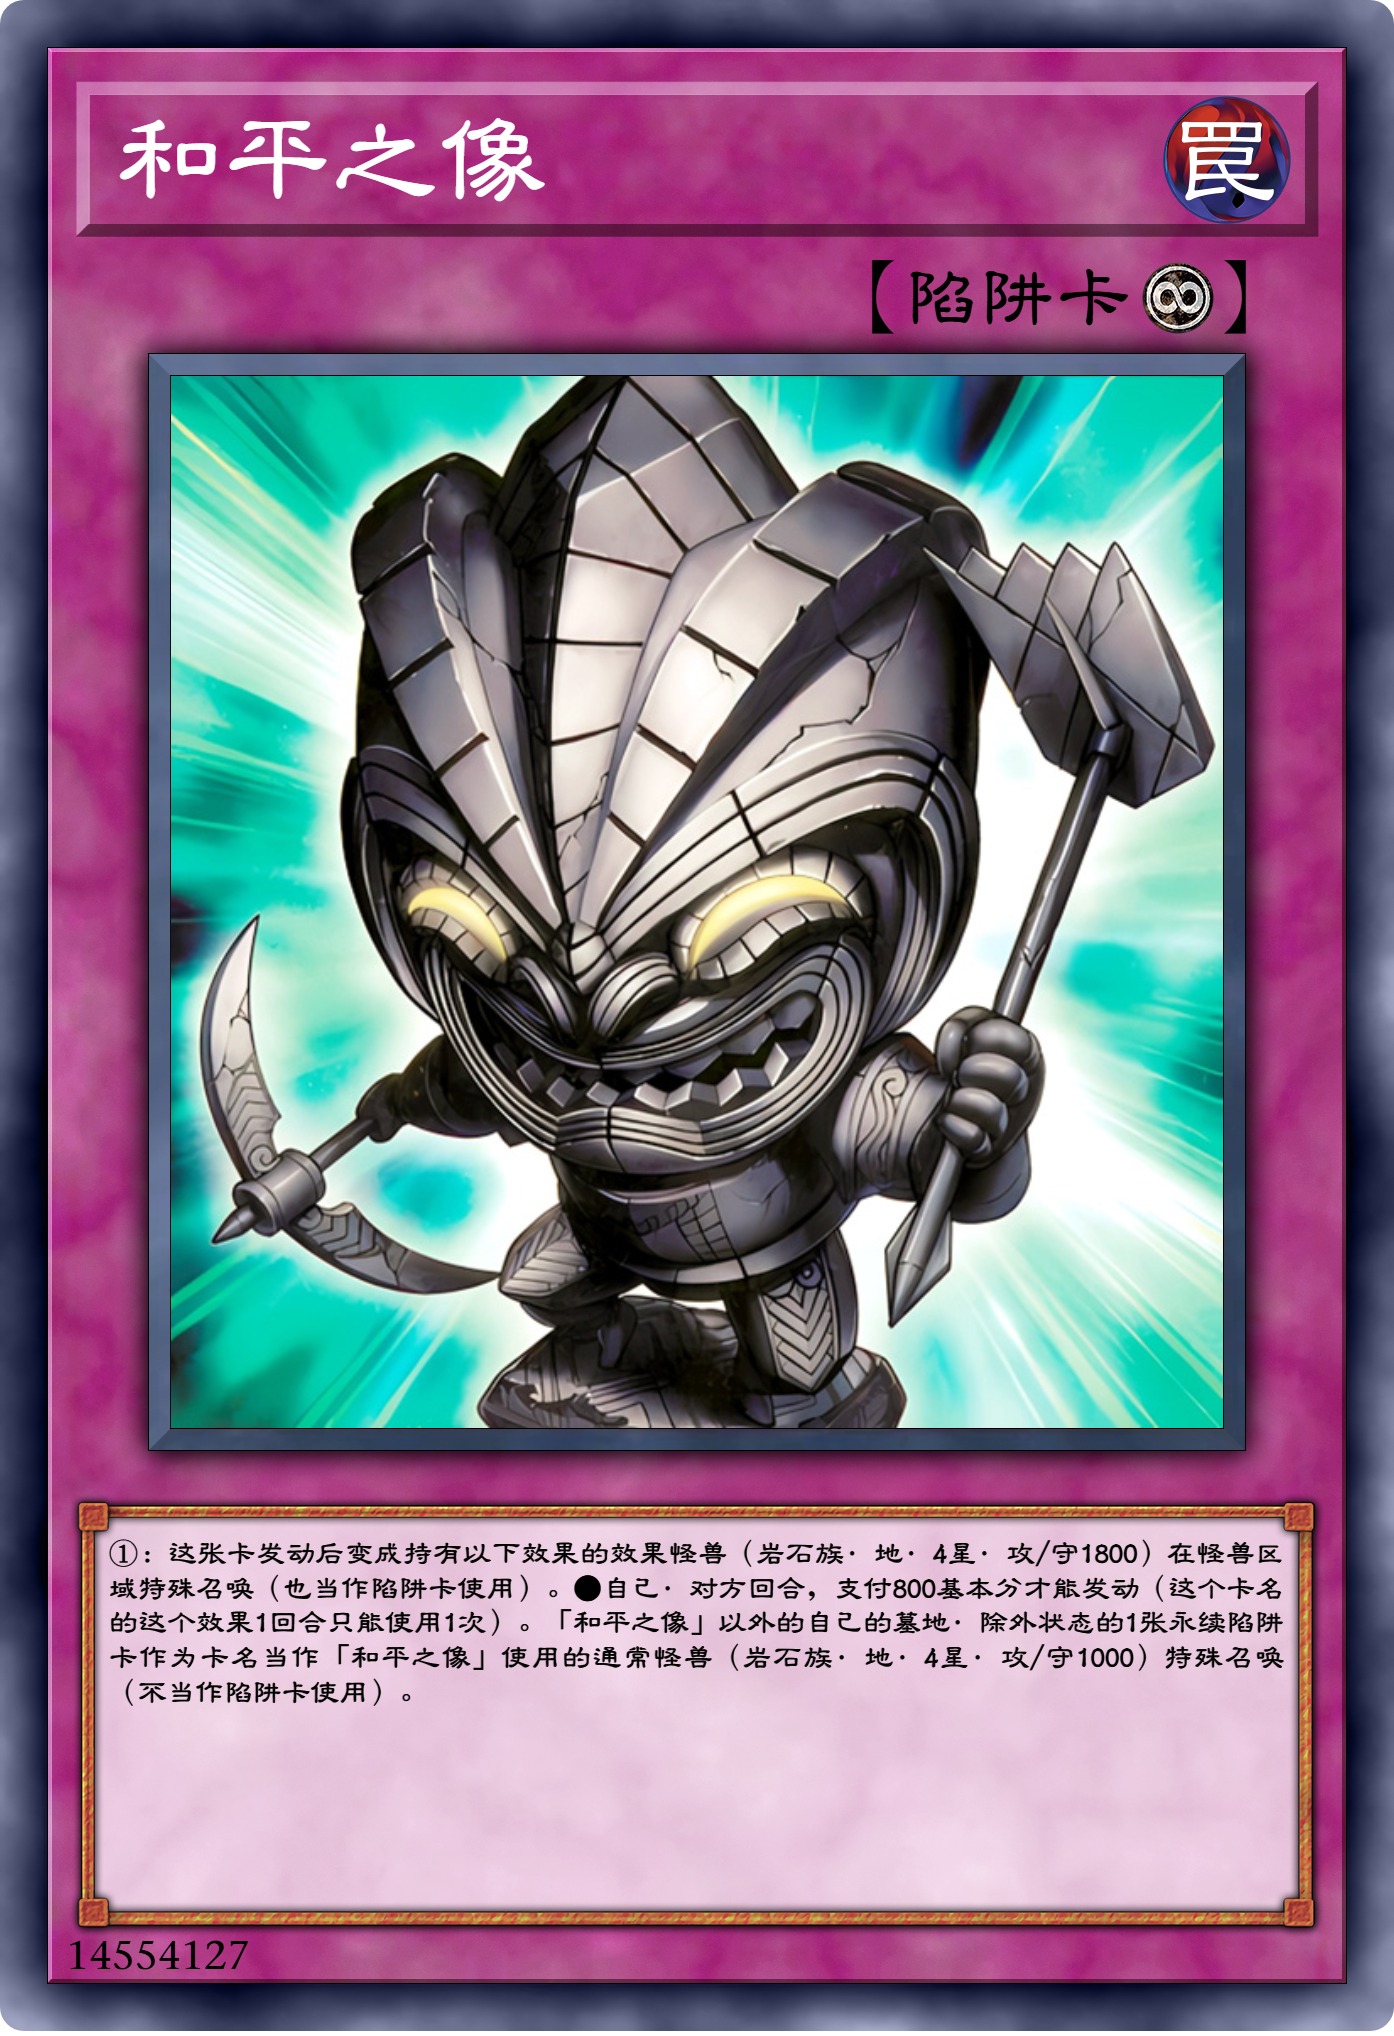 和平之像
罠
【陷阱卡♾】
①：这张卡发动后变成持有以下效果的效果怪兽（岩石族·地·4星·攻/守1800）在怪兽区
域特殊召唤（也当作陷阱卡使用）。●自己·对方回合，支付800基本分才能发动（这个卡名
的这个效果1回合只能使用1次）。「和平之像」以外的自己的墓地·除外状态的1张永续陷阱
卡作为卡名当作「和平之像」使用的通常怪兽（岩石族·地·4星·攻/守1000）特殊召唤
（不当作陷阱卡使用）。
14554127